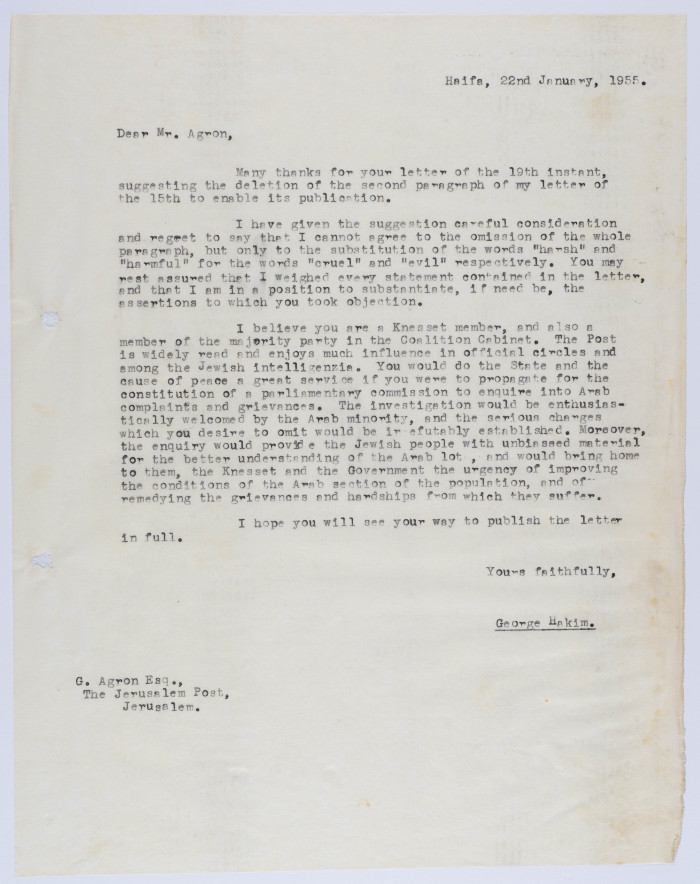 Haifa, 22nd January, 1955.
Dear Mr. Agron,
Many thanks for your letter of the 19th instant,
suggesting the deletion of the second paragraph of my letter of
the 15th to enable its publication.
I have given the suggestion careful consideration
and regret to say that I cannot agree to the omission of the whole
paragraph, but only to the substitution of the words "harsh" and
"harmful" for the words "cruel" and "evil" respectively. You may
rest assured that I weighed every statement contained in the letter,
and that I am in a position to substantiate, if need be, the
assertions to which you took objection.
I believe you are a Knesset member, and also a
member of the majority party in the Coalition Cabinet. The Post
is widely read and enjoys much influence in official circles and
among the Jewish intelligenzia. You would do the State and the
cause of peace a great service if you were to propagate for the
constitution of a parliamentary commission to enquire into Arab
complaints and grievances. The investigation would be enthusias-
tically welcomed by the Arab minority, and the serious charges
which you desire to omit would be irefutably established. Moreover,
the enquiry would provide the Jewish people with unbiassed material
for the better understanding of the Arab lot , and would bring home
to them, the Knesset and the Government the urgency of improving
the conditions of the Arab section of the population, and of
remedying the grievances and hardships from which they suffer.
I hope you will see your way to publish the letter
in full.
Yours faithfully,
George Hakim.
G. Agron Esq.,
The Jerusalem Post,
Jerusalem.